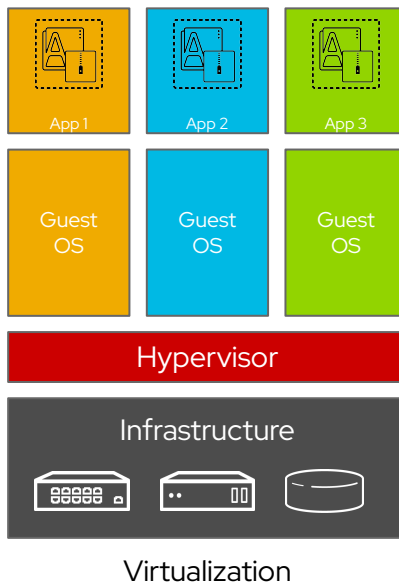 App 1
App 2
App 3
Guest
OS
Guest
OS
Guest
OS
Hypervisor
Infrastructure
Virtualization